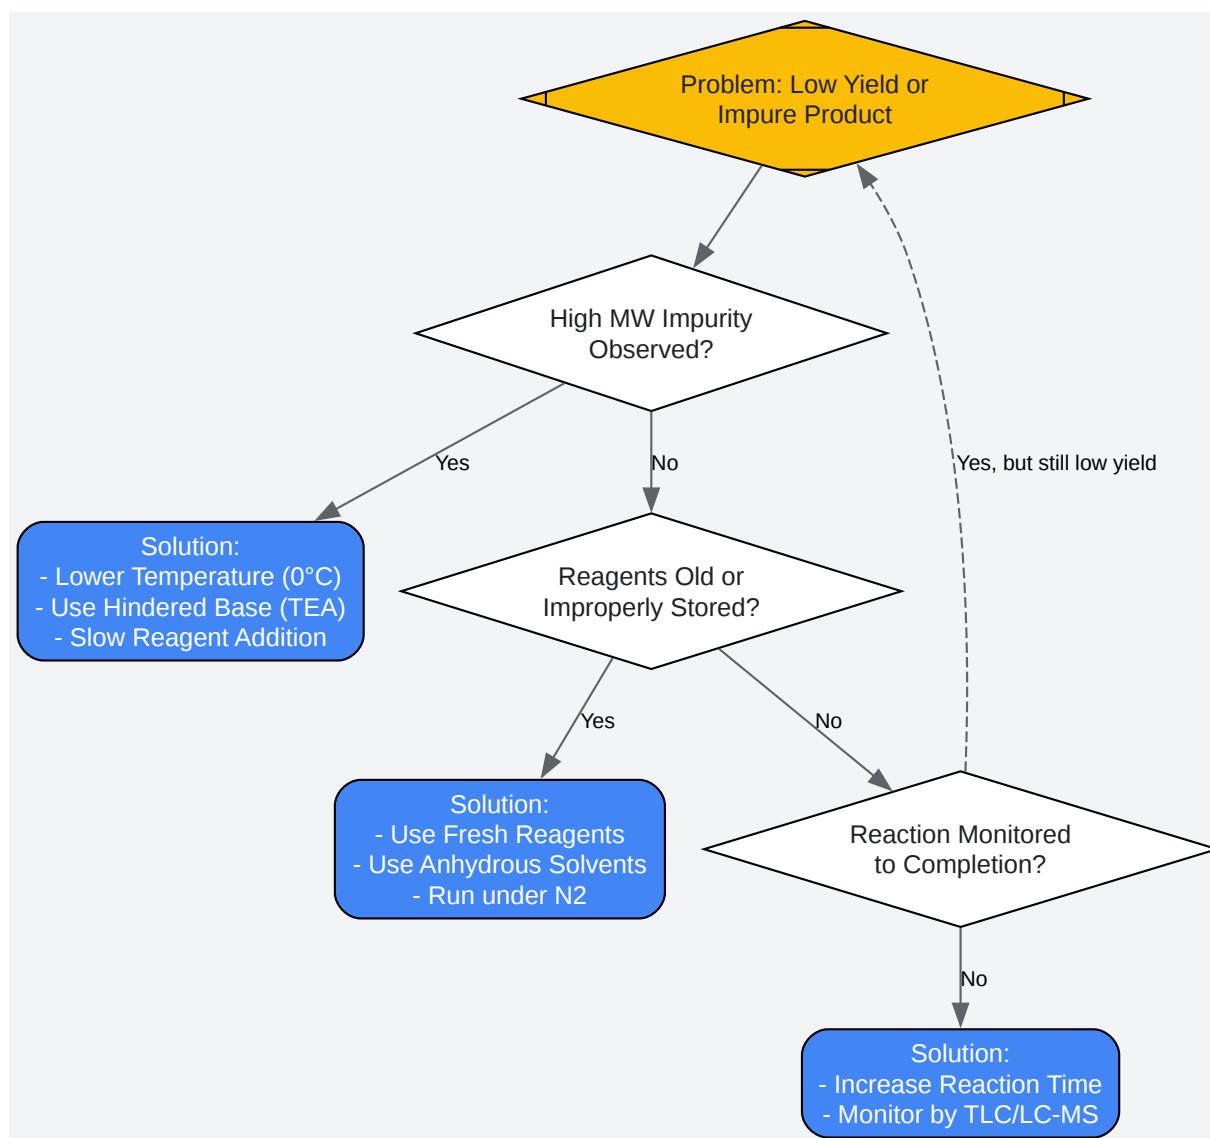 Problem: Low Yield or
Impure Product
High MW Impurity
Observed?
Yes
No
Yes, but still low yield
Solution:
- Lower Temperature (0°C)
- Use Hindered Base (TEA)
- Slow Reagent Addition
Reagents Old or
Improperly Stored?
Yes
No
Solution:
- Use Fresh Reagents
- Use Anhydrous Solvents
- Run under N2
Reaction Monitored
to Completion?
No
Solution:
- Increase Reaction Time
- Monitor by TLC/LC-MS